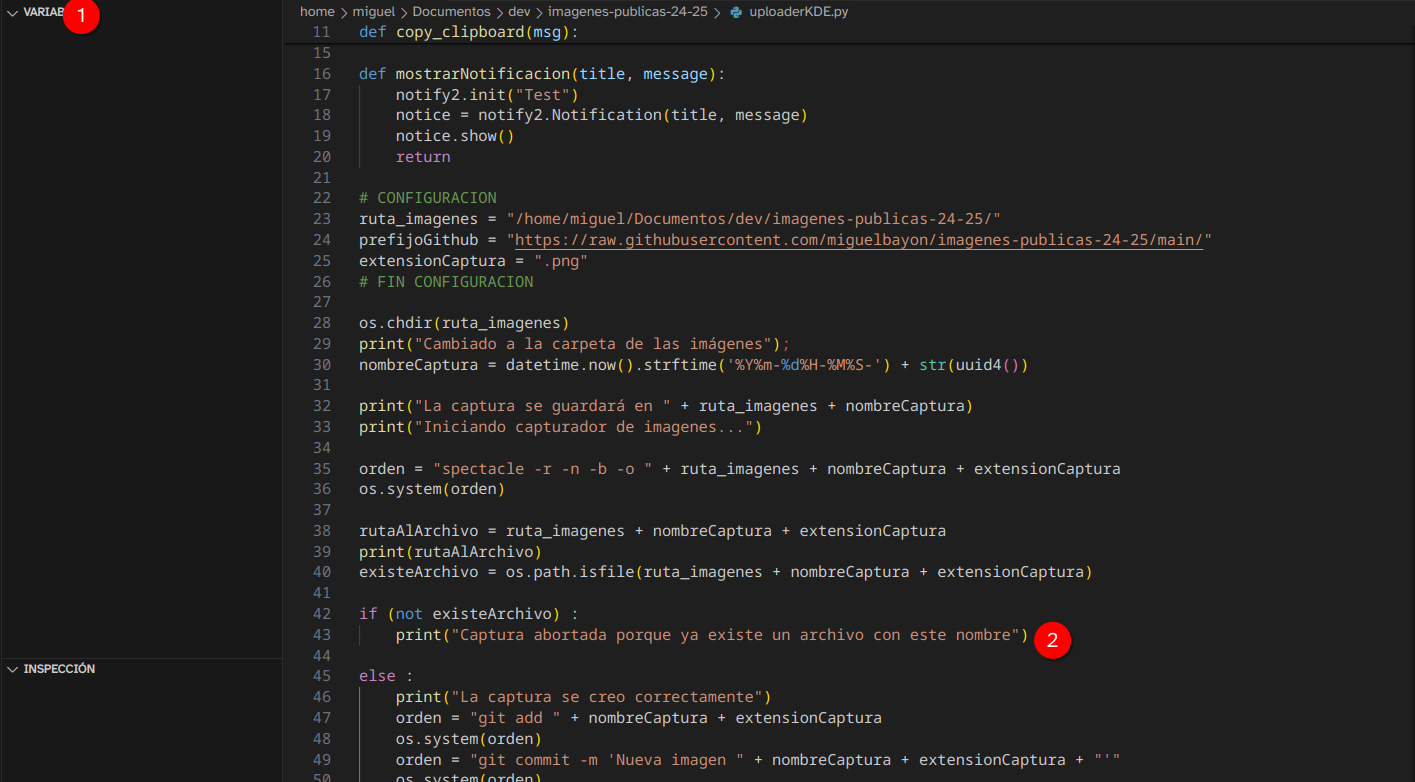 VARIAB
1
home > miguel > Documentos > dev > imagenes-publicas-24-25 > uploaderKDE.py
11 def copy_clipboard(msg):
15
16 def mostrarNotificacion(title, message):
17     notify2.init("Test")
18     notice = notify2.Notification(title, message)
19     notice.show()
20     return
21
22 # CONFIGURACION
23 ruta_imagenes = "/home/miguel/Documentos/dev/imagenes-publicas-24-25/"
24 prefijoGithub = "https://raw.githubusercontent.com/miguelbayon/imagenes-publicas-24-25/main/"
25 extensionCaptura = ".png"
26 # FIN CONFIGURACION
27
28 os.chdir(ruta_imagenes)
29 print("Cambiado a la carpeta de las imágenes");
30 nombreCaptura = datetime.now().strftime('%Y%m-%d%H-%M%S-') + str(uuid4())
31
32 print("La captura se guardará en " + ruta_imagenes + nombreCaptura)
33 print("Iniciando capturador de imagenes...")
34
35 orden = "spectacle -r -n -b -o " + ruta_imagenes + nombreCaptura + extensionCaptura
36 os.system(orden)
37
38 rutaAlArchivo = ruta_imagenes + nombreCaptura + extensionCaptura
39 print(rutaAlArchivo)
40 existeArchivo = os.path.isfile(ruta_imagenes + nombreCaptura + extensionCaptura)
41
42 if (not existeArchivo) :
43     print("Captura abortada porque ya existe un archivo con este nombre")
2
44
45 else :
46     print("La captura se creo correctamente")
47     orden = "git add " + nombreCaptura + extensionCaptura
48     os.system(orden)
49     orden = "git commit -m 'Nueva imagen " + nombreCaptura + extensionCaptura + "'"
50     os.system(orden)
INSPECCIÓN